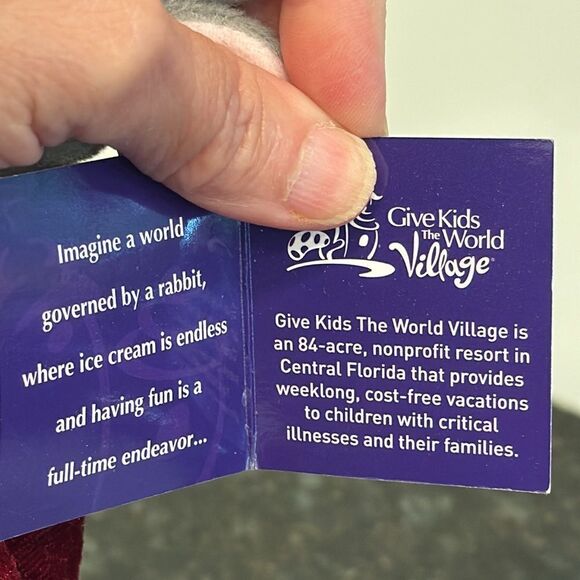 Imagine a world
governed by a rabbit,
where ice cream is endless
and having fun is a
full-time endeavor...
Give Kids
The World
Village®
Give Kids The World Village is
an 84-acre, nonprofit resort in
Central Florida that provides
weeklong, cost-free vacations
to children with critical
illnesses and their families.